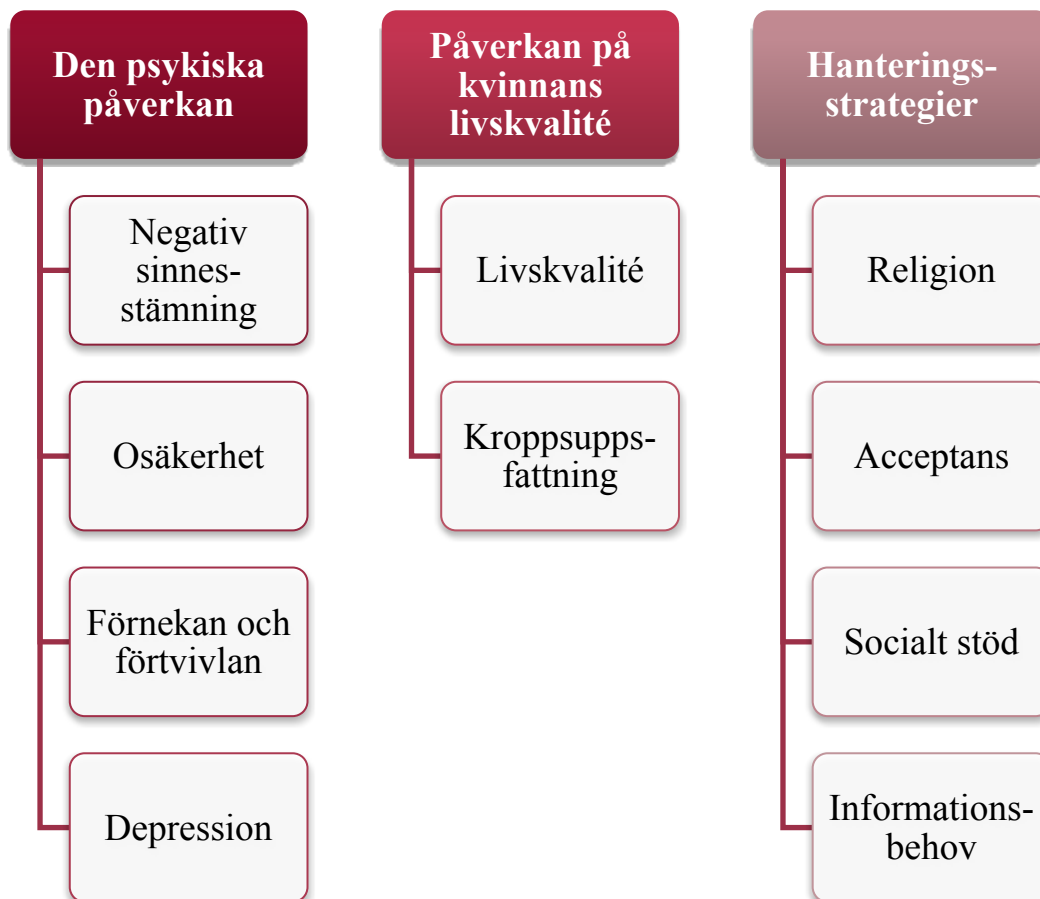 Den psykiska
påverkan
Negativ
sinnes-
stämning
Osäkerhet
Förnekan och
förtvivlan
Depression
Påverkan på
kvinnans
livskvalité
Livskvalité
Kroppsupps-
fattning
Hanterings-
strategier
Religion
Acceptans
Socialt stöd
Informations-
behov